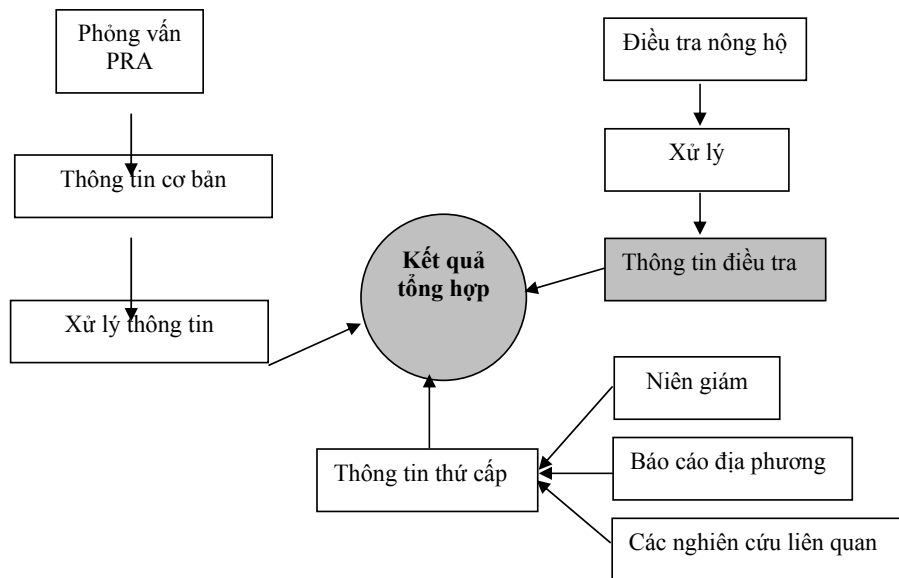 Phỏng vấn
PRA
Điều tra nông hộ
Xử lý
Thông tin cơ bản
Thông tin điều tra
Kết quả
tổng hợp
Xử lý thông tin
Niên giám
Thông tin thứ cấp
Báo cáo địa phương
Các nghiên cứu liên quan